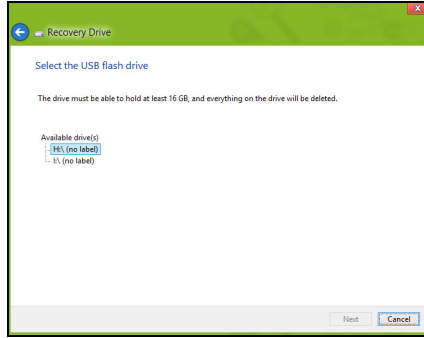 Recovery Drive
Select the USB flash drive
The drive must be able to hold at least 16 GB, and everything on the drive will be deleted.
Available drive(s)
H:\ (no label)
I:\ (no label)
Next Cancel